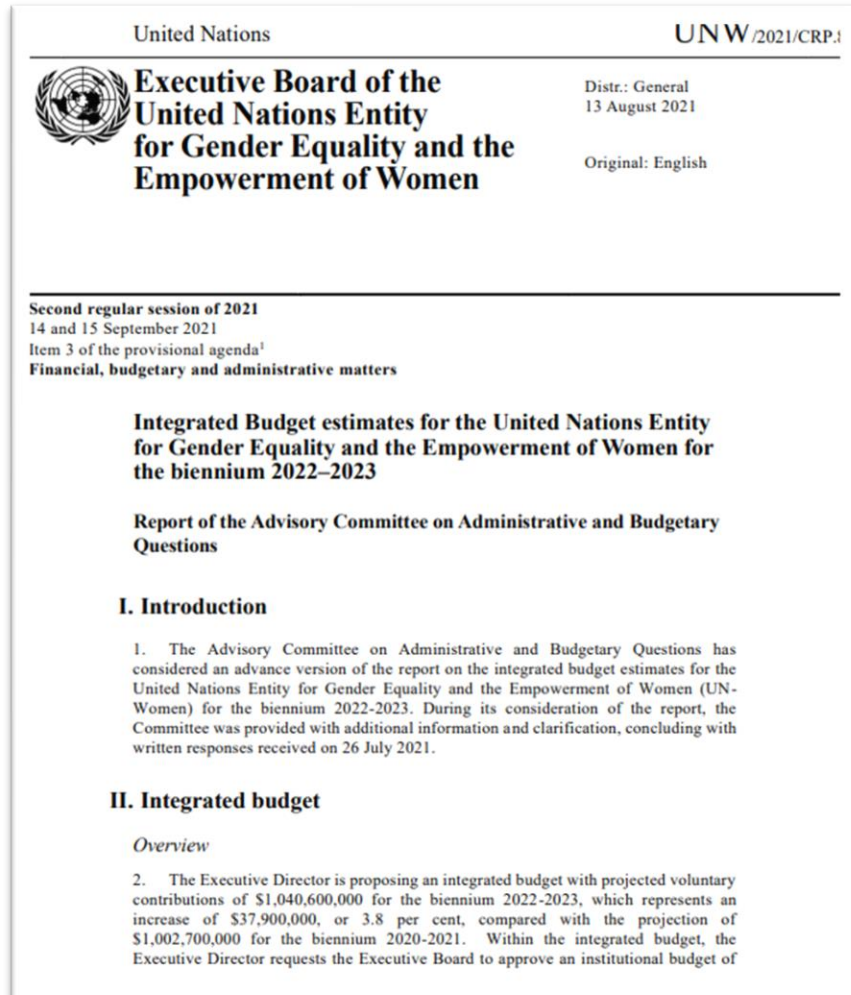 United Nations
UNW/2021/CRP.
Executive Board of the
United Nations Entity
for Gender Equality and the
Empowerment of Women
Distr.: General
13 August 2021
Original: English
Second regular session of 2021
14 and 15 September 2021
Item 3 of the provisional agenda¹
Financial, budgetary and administrative matters
Integrated Budget estimates for the United Nations Entity
for Gender Equality and the Empowerment of Women for
the biennium 2022–2023
Report of the Advisory Committee on Administrative and Budgetary
Questions
I. Introduction
1. The Advisory Committee on Administrative and Budgetary Questions has
considered an advance version of the report on the integrated budget estimates for the
United Nations Entity for Gender Equality and the Empowerment of Women (UN-
Women) for the biennium 2022-2023. During its consideration of the report, the
Committee was provided with additional information and clarification, concluding with
written responses received on 26 July 2021.
II. Integrated budget
Overview
2. The Executive Director is proposing an integrated budget with projected voluntary
contributions of $1,040,600,000 for the biennium 2022-2023, which represents an
increase of $37,900,000, or 3.8 per cent, compared with the projection of
$1,002,700,000 for the biennium 2020-2021. Within the integrated budget, the
Executive Director requests the Executive Board to approve an institutional budget of